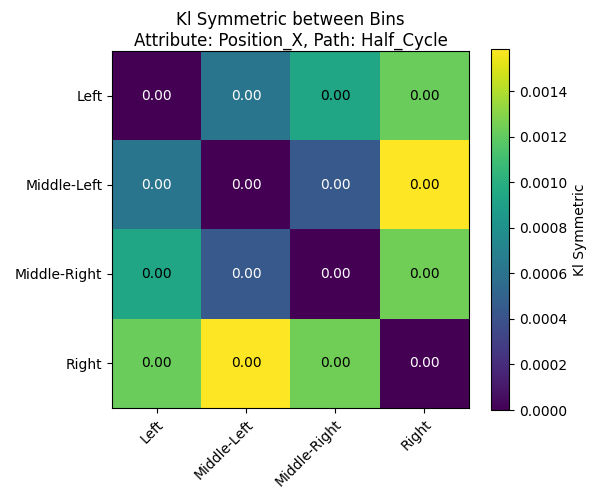 Kl Symmetric between Bins
Attribute: Position_X, Path: Half_Cycle
Left
0.00 0.00 0.00 0.00
Middle-Left
0.00 0.00 0.00 0.00
Middle-Right
0.00 0.00 0.00 0.00
Right
0.00 0.00 0.00 0.00
Left
Middle-Left
Middle-Right
Right
0.0014
0.0012
0.0010
0.0008
0.0006
0.0004
0.0002
0.0000
Kl Symmetric